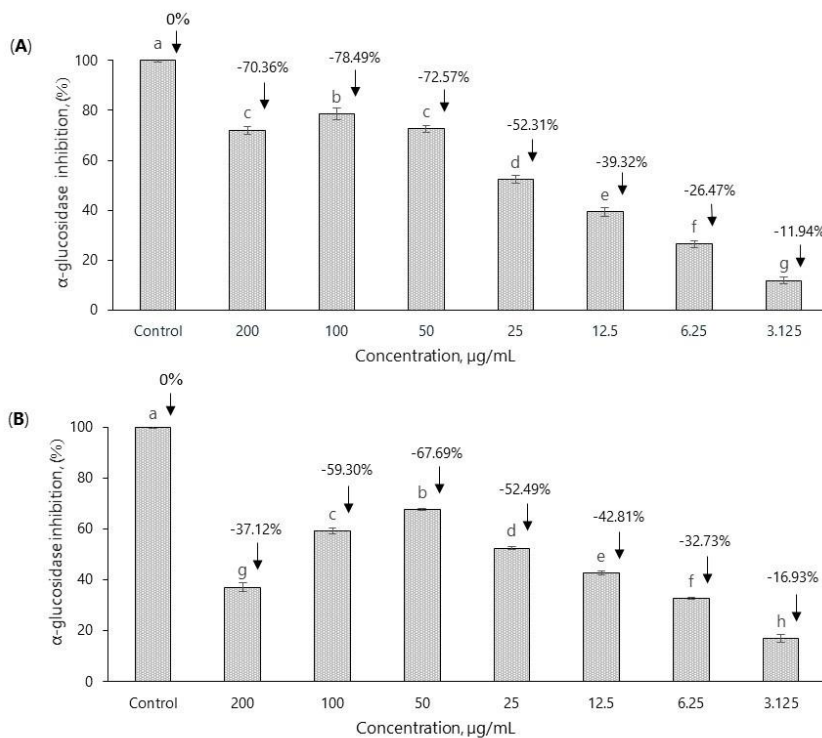 (A)
0%
-70.36%
-78.49%
-72.57%
-52.31%
-39.32%
-26.47%
-11.94%
a
c
b
c
d
e
f
g
α-glucosidase inhibition, (%)
100
80
60
40
20
0
Control 200 100 50 25 12.5 6.25 3.125
Concentration, µg/mL
(B)
0%
-37.12%
-59.30%
-67.69%
-52.49%
-42.81%
-32.73%
-16.93%
a
g
c
b
d
e
f
h
α-glucosidase inhibition, (%)
100
80
60
40
20
0
Control 200 100 50 25 12.5 6.25 3.125
Concentration, µg/mL